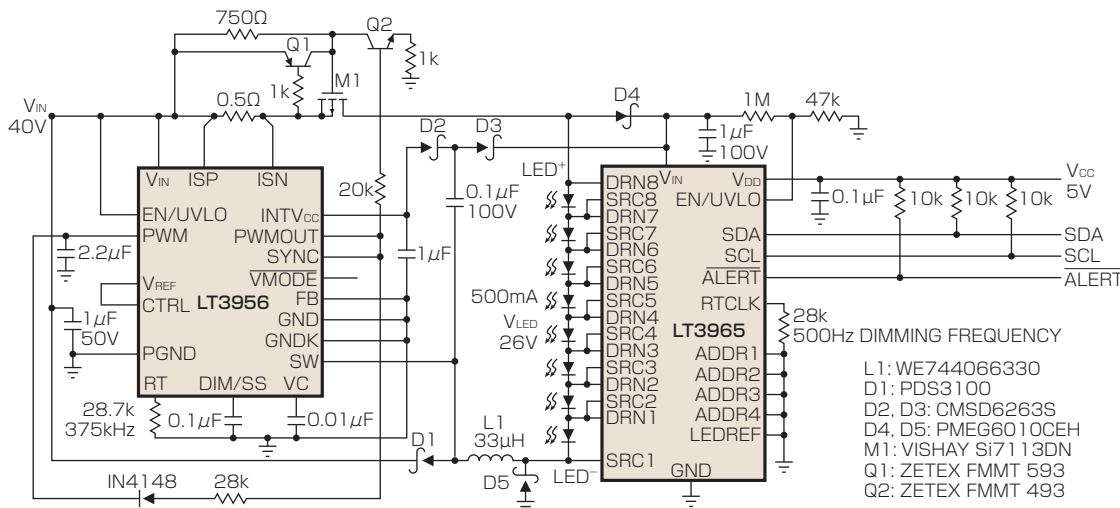 750Ω
Q2
Q1
1k
1k
M1
VIN
40V
0.5Ω
D4
1M
47k
1µF
100V
D2
D3
VIN
ISP
ISN
EN/UVLO
PWM
VREF
CTRL
LT3956
PGND
RT
DIM/SS
VC
INTVCC
PWMOUT
SYNC
VMODE
FB
GND
GNDK
SW
20k
2.2µF
1µF
50V
1µF
0.1µF
100V
28.7k
375kHz
0.1µF
0.01µF
IN4148
28k
D1
L1
33µH
D5
LED+
500mA
VLED
26V
LED–
VIN
DRN8
SRC8
DRN7
SRC7
DRN6
SRC6
DRN5
SRC5
DRN4
SRC4
DRN3
SRC3
DRN2
SRC2
DRN1
SRC1
LT3965
VDD
EN/UVLO
SDA
SCL
ALERT
RTCLK
ADDR1
ADDR2
ADDR3
ADDR4
LEDREF
GND
0.1µF
10k
10k
10k
VCC
5V
SDA
SCL
ALERT
28k
500Hz DIMMING FREQUENCY
L1: WE744066330
D1: PDS3100
D2, D3: CMSD6263S
D4, D5: PMEG6010CEH
M1: VISHAY Si7113DN
Q1: ZETEX FMMT 593
Q2: ZETEX FMMT 493